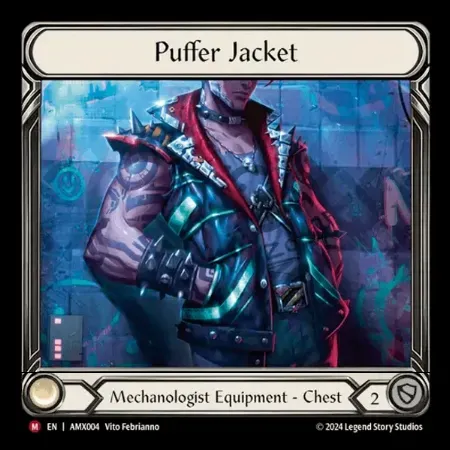 Puffer Jacket
Mechanologist Equipment - Chest 2
M EN | AMX004 Vito Febrianno © 2024 Legend Story Studios